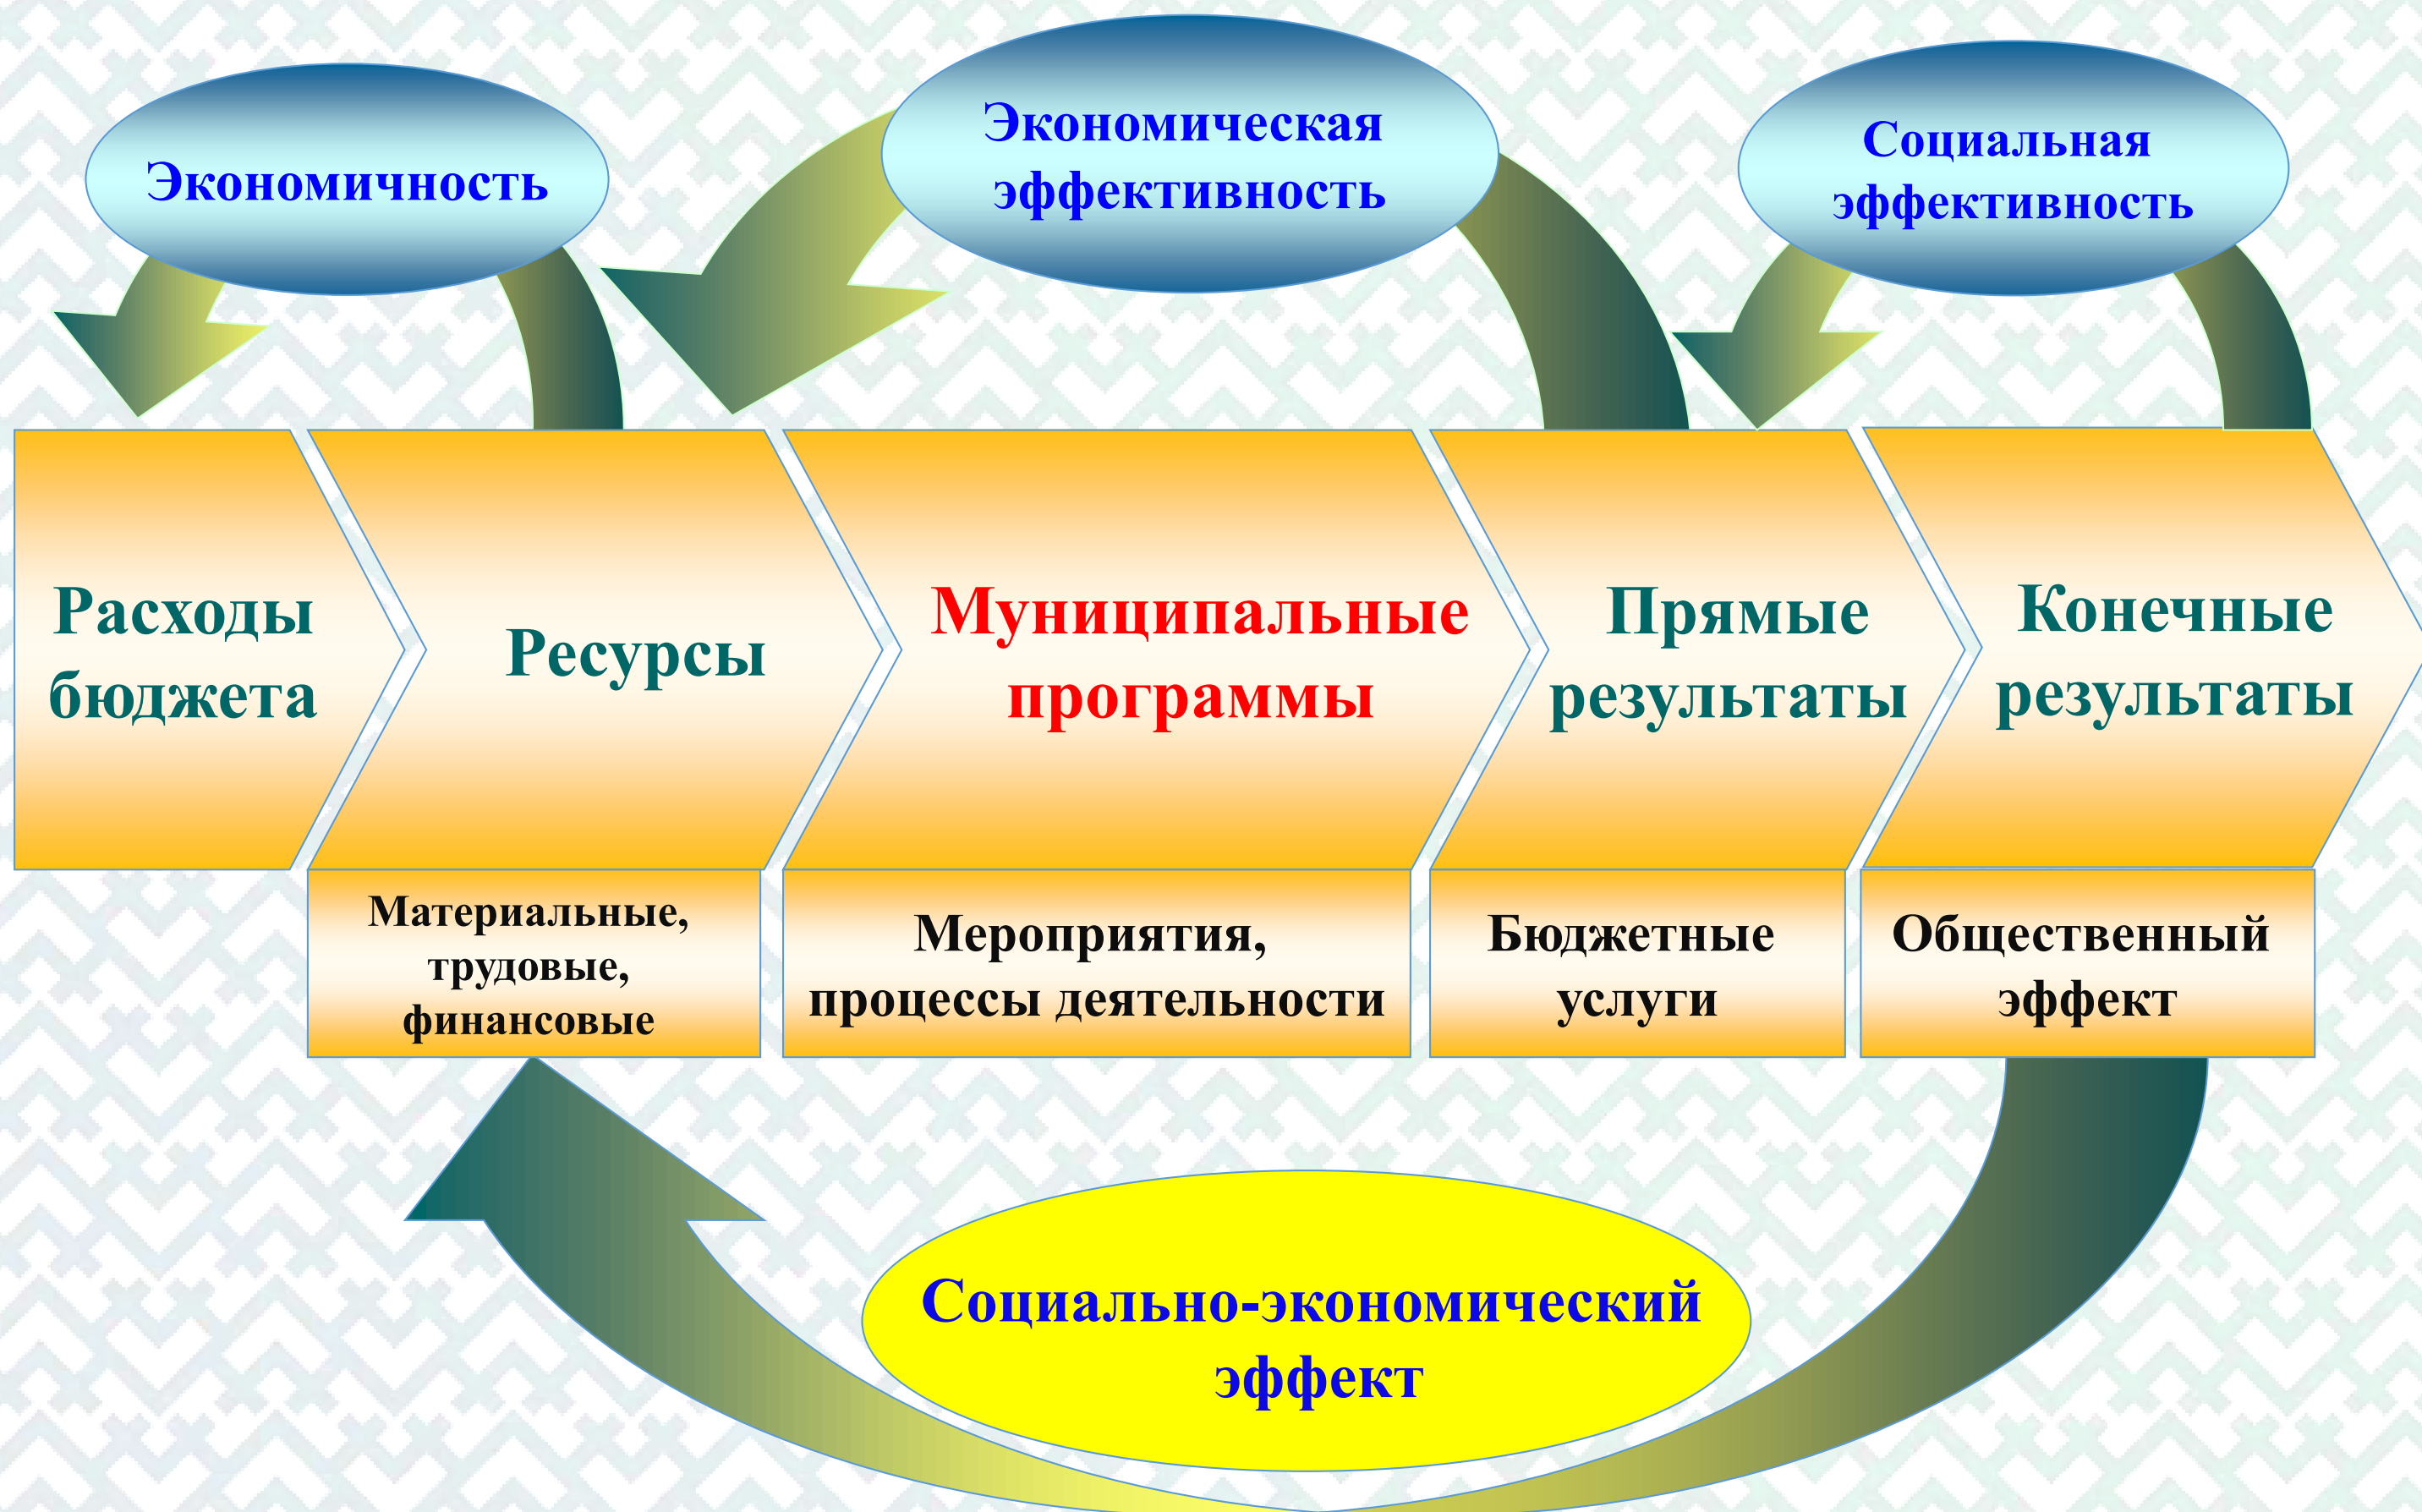 Экономичность
Экономическая
эффективность
Социальная
эффективность
Расходы
бюджета
Ресурсы
Муниципальные
программы
Прямые
результаты
Конечные
результаты
Материальные,
трудовые,
финансовые
Мероприятия,
процессы деятельности
Бюджетные
услуги
Общественный
эффект
Социально-экономический
эффект